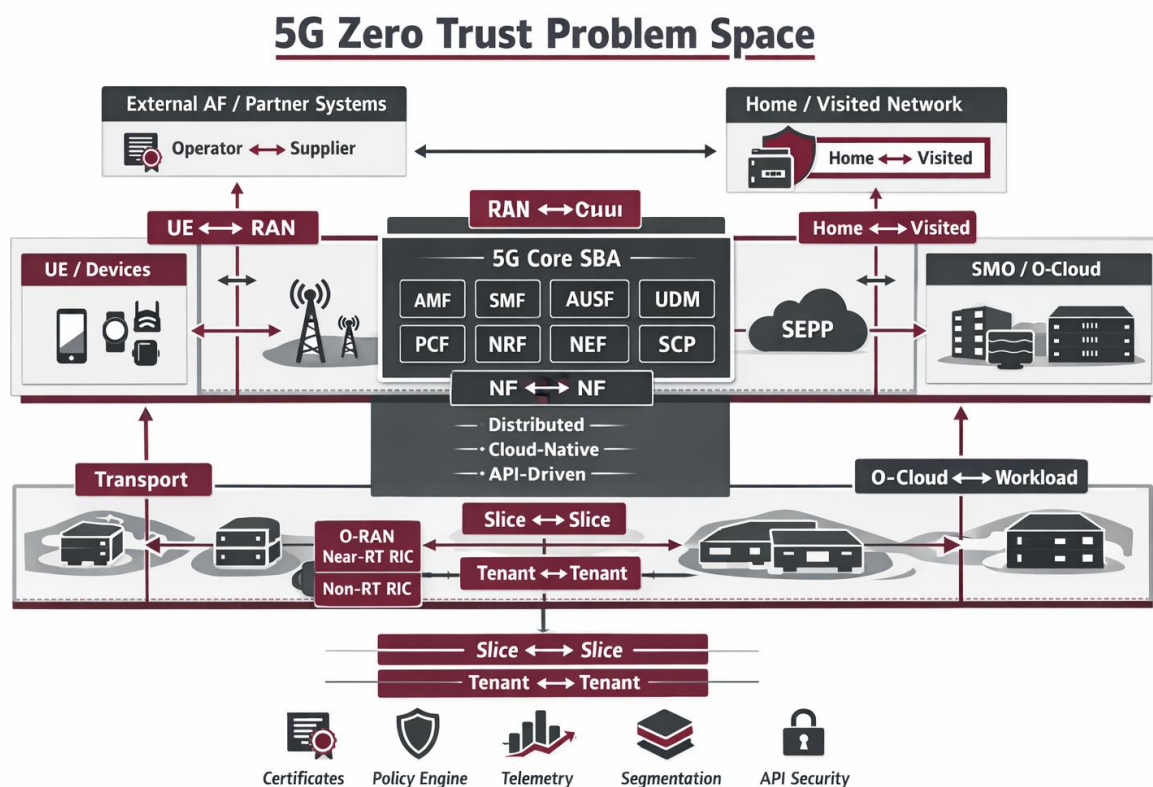 5G Zero Trust Problem Space
External AF / Partner Systems
Operator ↔ Supplier
Home / Visited Network
Home ↔ Visited
UE ↔ RAN
RAN ↔
Home ↔ Visited
UE / Devices
5G Core SBA
AMF
SMF
AUSF
UDM
PCF
NRF
NEF
SCP
SEPP
SMO / O-Cloud
NF ↔ NF
Distributed
• Cloud-Native
• API-Driven
Transport
O-Cloud ↔ Workload
O-RAN
Near-RT RIC
Non-RT RIC
Slice ↔ Slice
Tenant ↔ Tenant
Slice ↔ Slice
Tenant ↔ Tenant
Certificates
Policy Engine
Telemetry
Segmentation
API Security